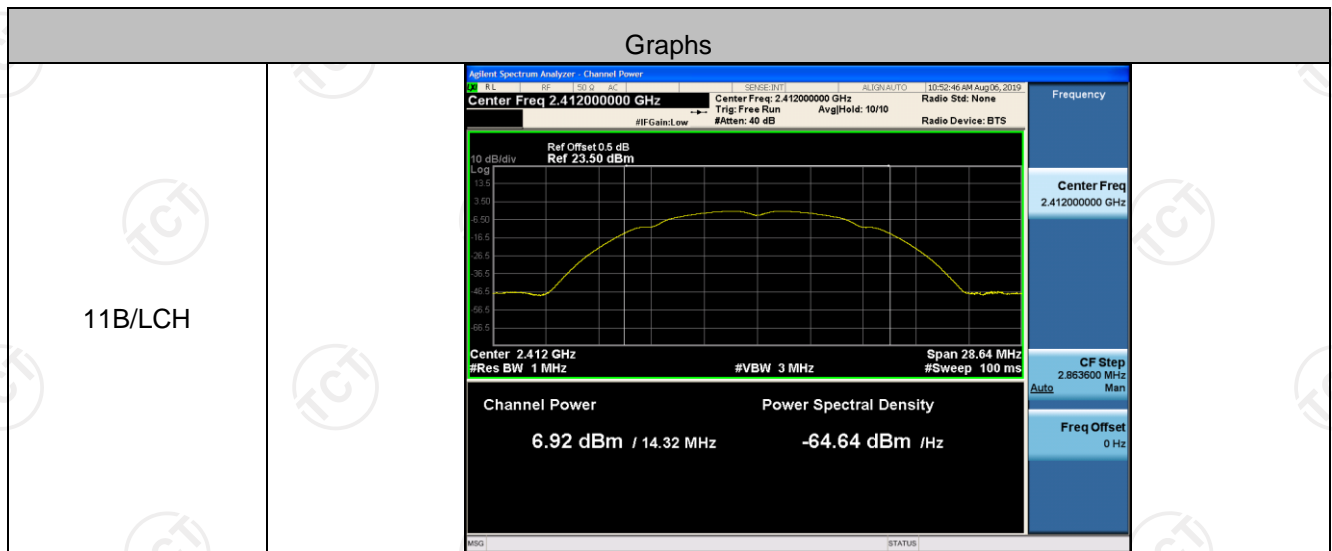 Graphs
11B/LCH
Agilent Spectrum Analyzer - Channel Power
RL RF 50 Ω AC SENSE:INT ALIGNAUTO 10:52:46 AM Aug 06, 2019
Center Freq 2.412000000 GHz
Center Freq: 2.412000000 GHz
Radio Std: None
Trig: Free Run Avg|Hold: 10/10
#IFGain:Low
#Atten: 40 dB
Radio Device: BTS
Ref Offset 0.5 dB
10 dB/div Ref 23.50 dBm
Log
13.5
3.50
-6.50
-16.5
-26.5
-36.5
-46.5
-56.5
-66.5
Center 2.412 GHz Span 28.64 MHz
#Res BW 1 MHz #VBW 3 MHz #Sweep 100 ms
Channel Power Power Spectral Density
6.92 dBm / 14.32 MHz -64.64 dBm /Hz
MSG STATUS
Frequency
Center Freq
2.412000000 GHz
CF Step
2.863600 MHz
Auto Man
Freq Offset
0 Hz
TCT
TCT
TCT
TCT